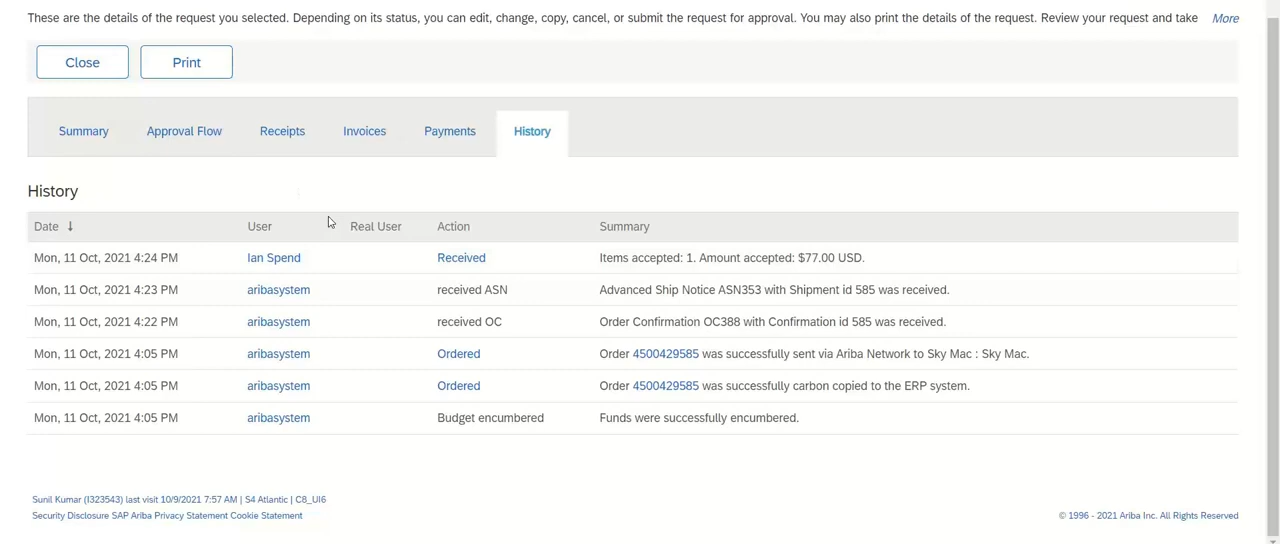 These are the details of the request you selected. Depending on its status, you can edit, change, copy, cancel, or submit the request for approval. You may also print the details of the request. Review your request and take More
Close Print
Summary Approval Flow Receipts Invoices Payments History
History
Date ↓ User Real User Action Summary
Mon, 11 Oct, 2021 4:24 PM Ian Spend Received Items accepted: 1. Amount accepted: $77.00 USD.
Mon, 11 Oct, 2021 4:23 PM aribasystem received ASN Advanced Ship Notice ASN353 with Shipment id 585 was received.
Mon, 11 Oct, 2021 4:22 PM aribasystem received OC Order Confirmation OC388 with Confirmation id 585 was received.
Mon, 11 Oct, 2021 4:05 PM aribasystem Ordered Order 4500429585 was successfully sent via Ariba Network to Sky Mac : Sky Mac.
Mon, 11 Oct, 2021 4:05 PM aribasystem Ordered Order 4500429585 was successfully carbon copied to the ERP system.
Mon, 11 Oct, 2021 4:05 PM aribasystem Budget encumbered Funds were successfully encumbered.
Sunil Kumar (I323543) last visit 10/9/2021 7:57 AM | S4 Atlantic | C8_UI6
Security Disclosure SAP Ariba Privacy Statement Cookie Statement © 1996 - 2021 Ariba Inc. All Rights Reserved